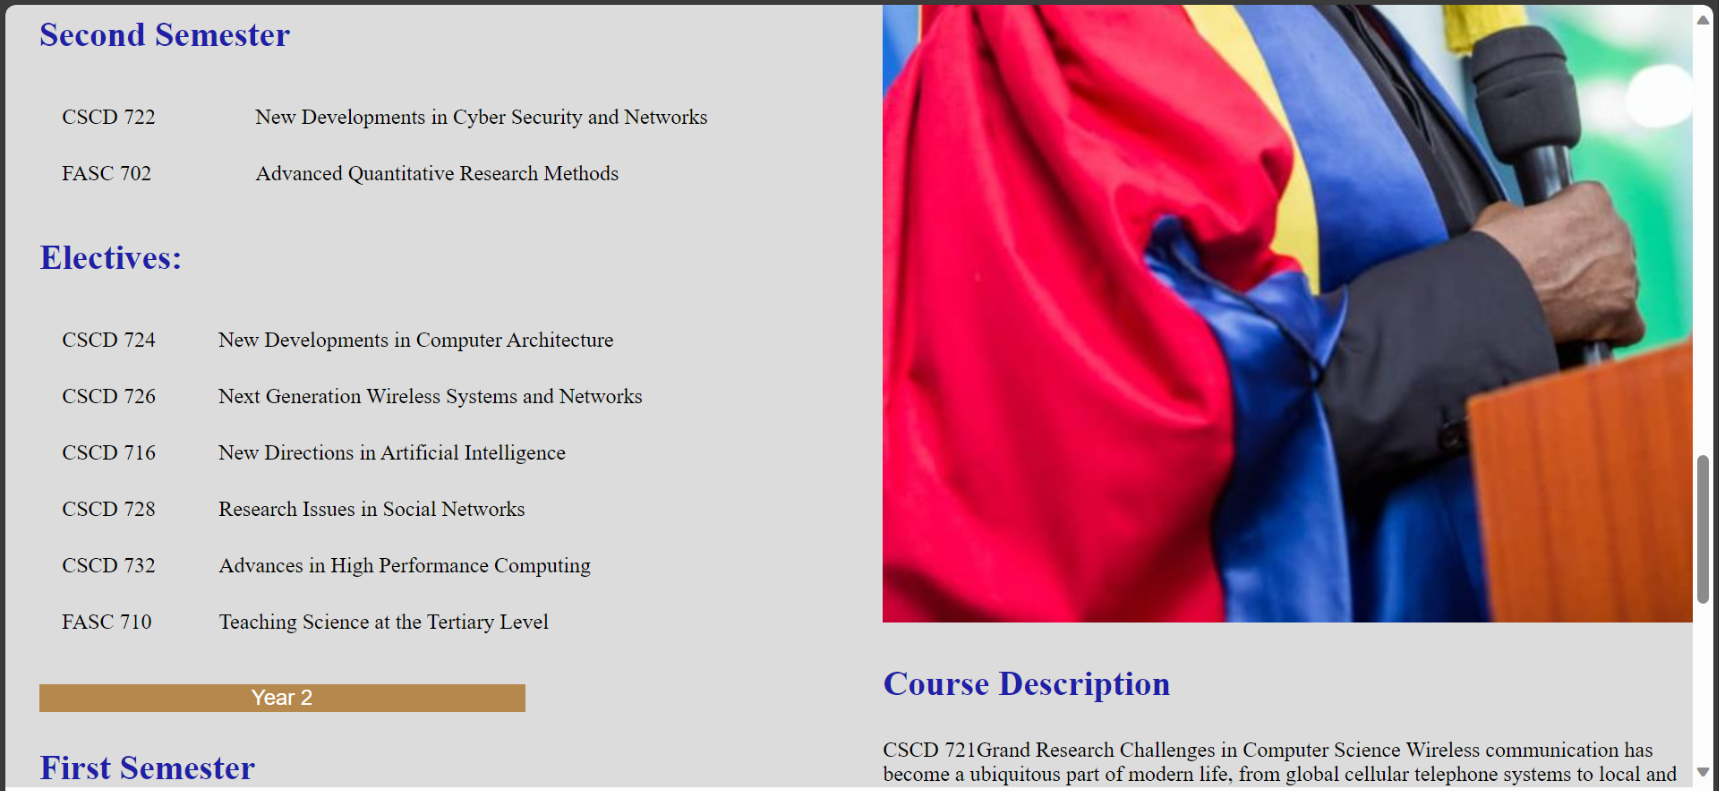 Second Semester
CSCD 722 New Developments in Cyber Security and Networks
FASC 702 Advanced Quantitative Research Methods
Electives:
CSCD 724 New Developments in Computer Architecture
CSCD 726 Next Generation Wireless Systems and Networks
CSCD 716 New Directions in Artificial Intelligence
CSCD 728 Research Issues in Social Networks
CSCD 732 Advances in High Performance Computing
FASC 710 Teaching Science at the Tertiary Level
Year 2
First Semester
Course Description
CSCD 721Grand Research Challenges in Computer Science Wireless communication has
become a ubiquitous part of modern life, from global cellular telephone systems to local and